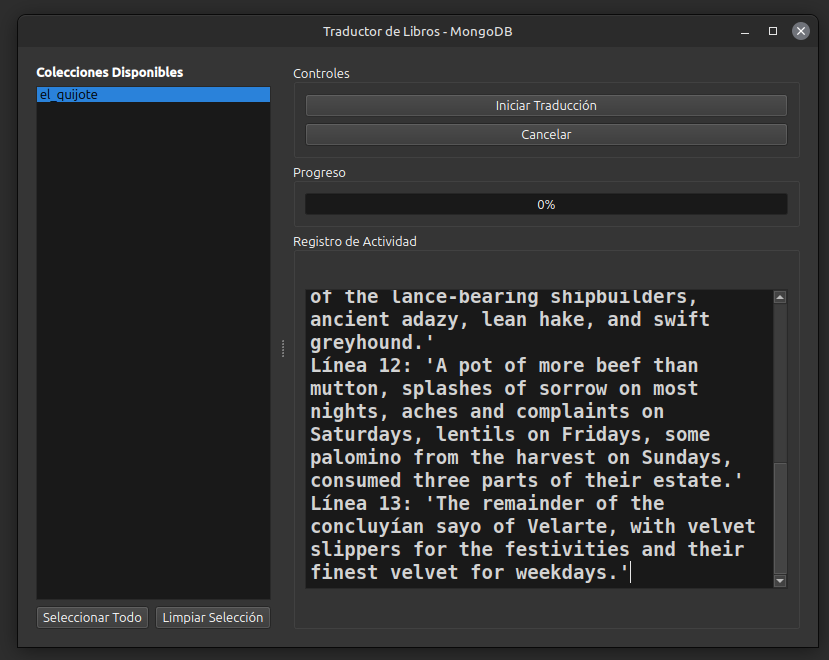 Traductor de Libros - MongoDB
Colecciones Disponibles
el_quijote
Seleccionar Todo
Limpiar Selección
Controles
Iniciar Traducción
Cancelar
Progreso
0%
Registro de Actividad
of the lance-bearing shipbuilders,
ancient adazy, lean hake, and swift
greyhound.'
Línea 12: 'A pot of more beef than
mutton, splashes of sorrow on most
nights, aches and complaints on
Saturdays, lentils on Fridays, some
palomino from the harvest on Sundays,
consumed three parts of their estate.'
Línea 13: 'The remainder of the
concluyían sayo of Velarte, with velvet
slippers for the festivities and their
finest velvet for weekdays.'